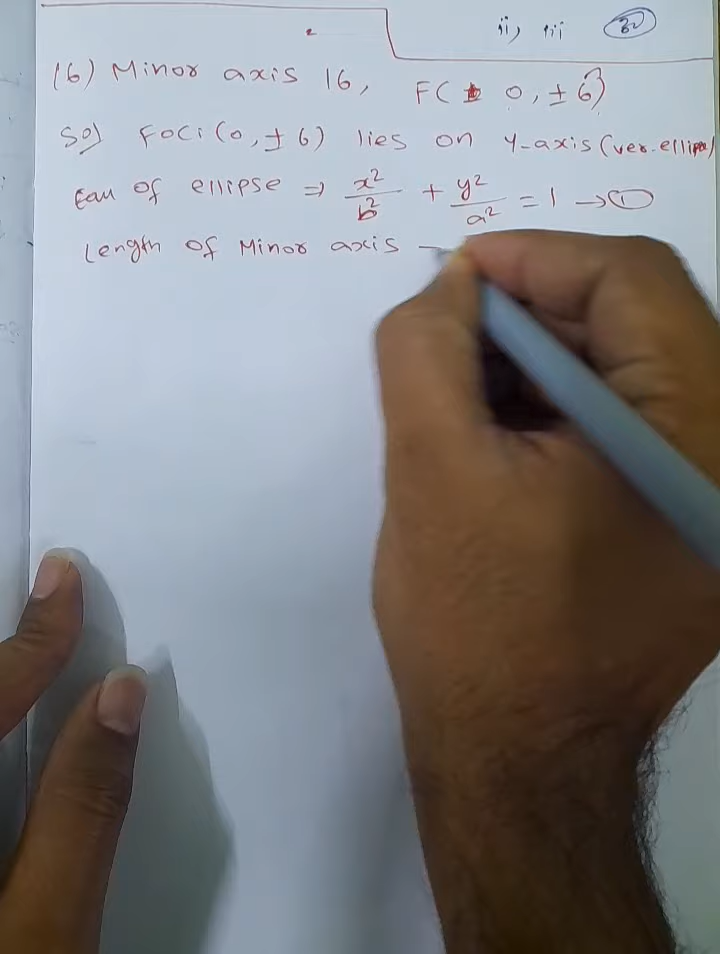 ii, iii 32
(6) Minor axis 16, F( 0, ±6)
Sol Foci (0, ±6) lies on Y-axis (ver. ellipse)
Eqn of ellipse ⇒ x²/b² + y²/a² = 1 → ①
Length of Minor axis